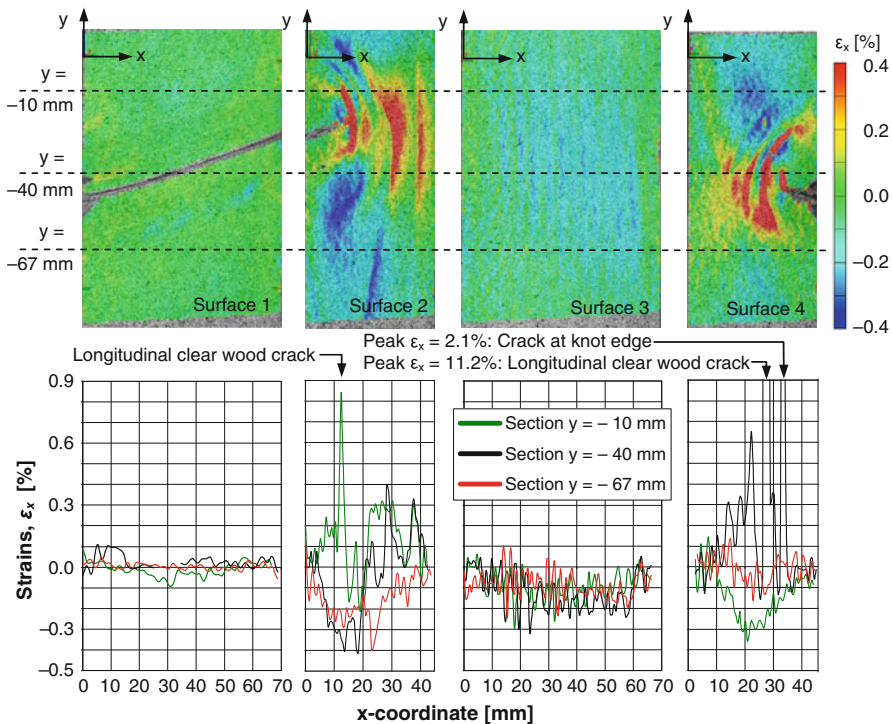 y y y y εx [%]
x x x x
y =
–10 mm
y =
–40 mm
y =
–67 mm
0.4
0.2
0.0
–0.2
–0.4
Surface 1 Surface 2 Surface 3 Surface 4
Peak εx = 2.1%: Crack at knot edge
Longitudinal clear wood crack Peak εx = 11.2%: Longitudinal clear wood crack
0.9
0.6
0.3
0.0
–0.3
–0.5
Strains, εx [%]
Section y = – 10 mm
Section y = – 40 mm
Section y = – 67 mm
0 10 20 30 40 50 60 70 0 10 20 30 40 0 10 20 30 40 50 60 70 0 10 20 30 40
x-coordinate [mm]